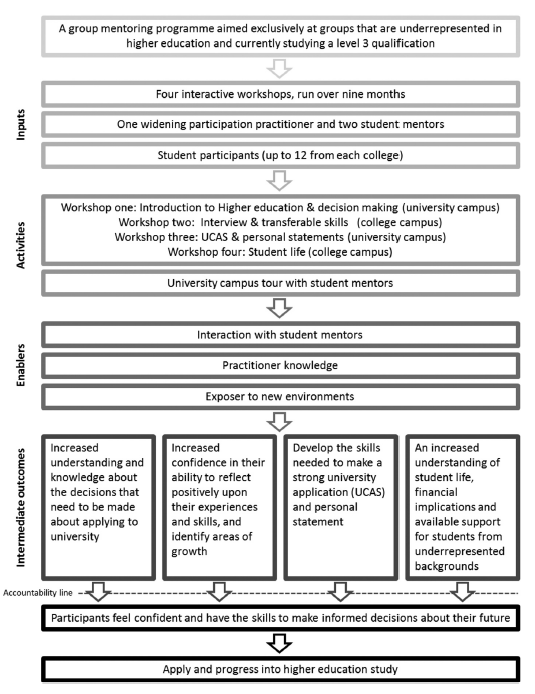 A group mentoring programme aimed exclusively at groups that are underrepresented in
higher education and currently studying a level 3 qualification
Inputs
Four interactive workshops, run over nine months
One widening participation practitioner and two student mentors
Student participants (up to 12 from each college)
Activities
Workshop one: Introduction to Higher education & decision making (university campus)
Workshop two: Interview & transferable skills (college campus)
Workshop three: UCAS & personal statements (university campus)
Workshop four: Student life (college campus)
University campus tour with student mentors
Enablers
Interaction with student mentors
Practitioner knowledge
Exposer to new environments
Intermediate outcomes
Increased
understanding and
knowledge about
the decisions that
need to be made
about applying to
university
Increased
confidence in their
ability to reflect
positively upon
their experiences
and skills, and
identify areas of
growth
Develop the skills
needed to make a
strong university
application (UCAS)
and personal
statement
An increased
understanding of
student life,
financial
implications and
available support
for students from
underrepresented
backgrounds
Accountability line
Participants feel confident and have the skills to make informed decisions about their future
Apply and progress into higher education study